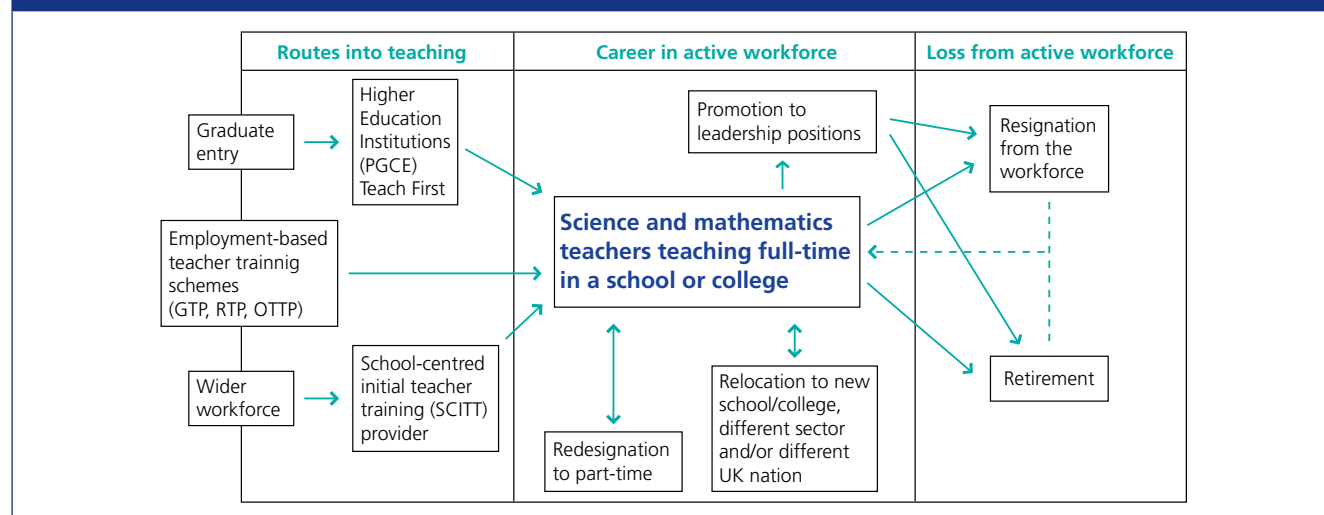 Routes into teaching
Career in active workforce
Loss from active workforce
Graduate
entry
Higher
Education
Institutions
(PGCE)
Teach First
Employment-based
teacher trainnig
schemes
(GTP, RTP, OTTP)
Wider
workforce
School-centred
initial teacher
training (SCITT)
provider
Promotion to
leadership positions
Science and mathematics
teachers teaching full-time
in a school or college
Redesignation
to part-time
Relocation to new
school/college,
different sector
and/or different
UK nation
Resignation
from the
workforce
Retirement